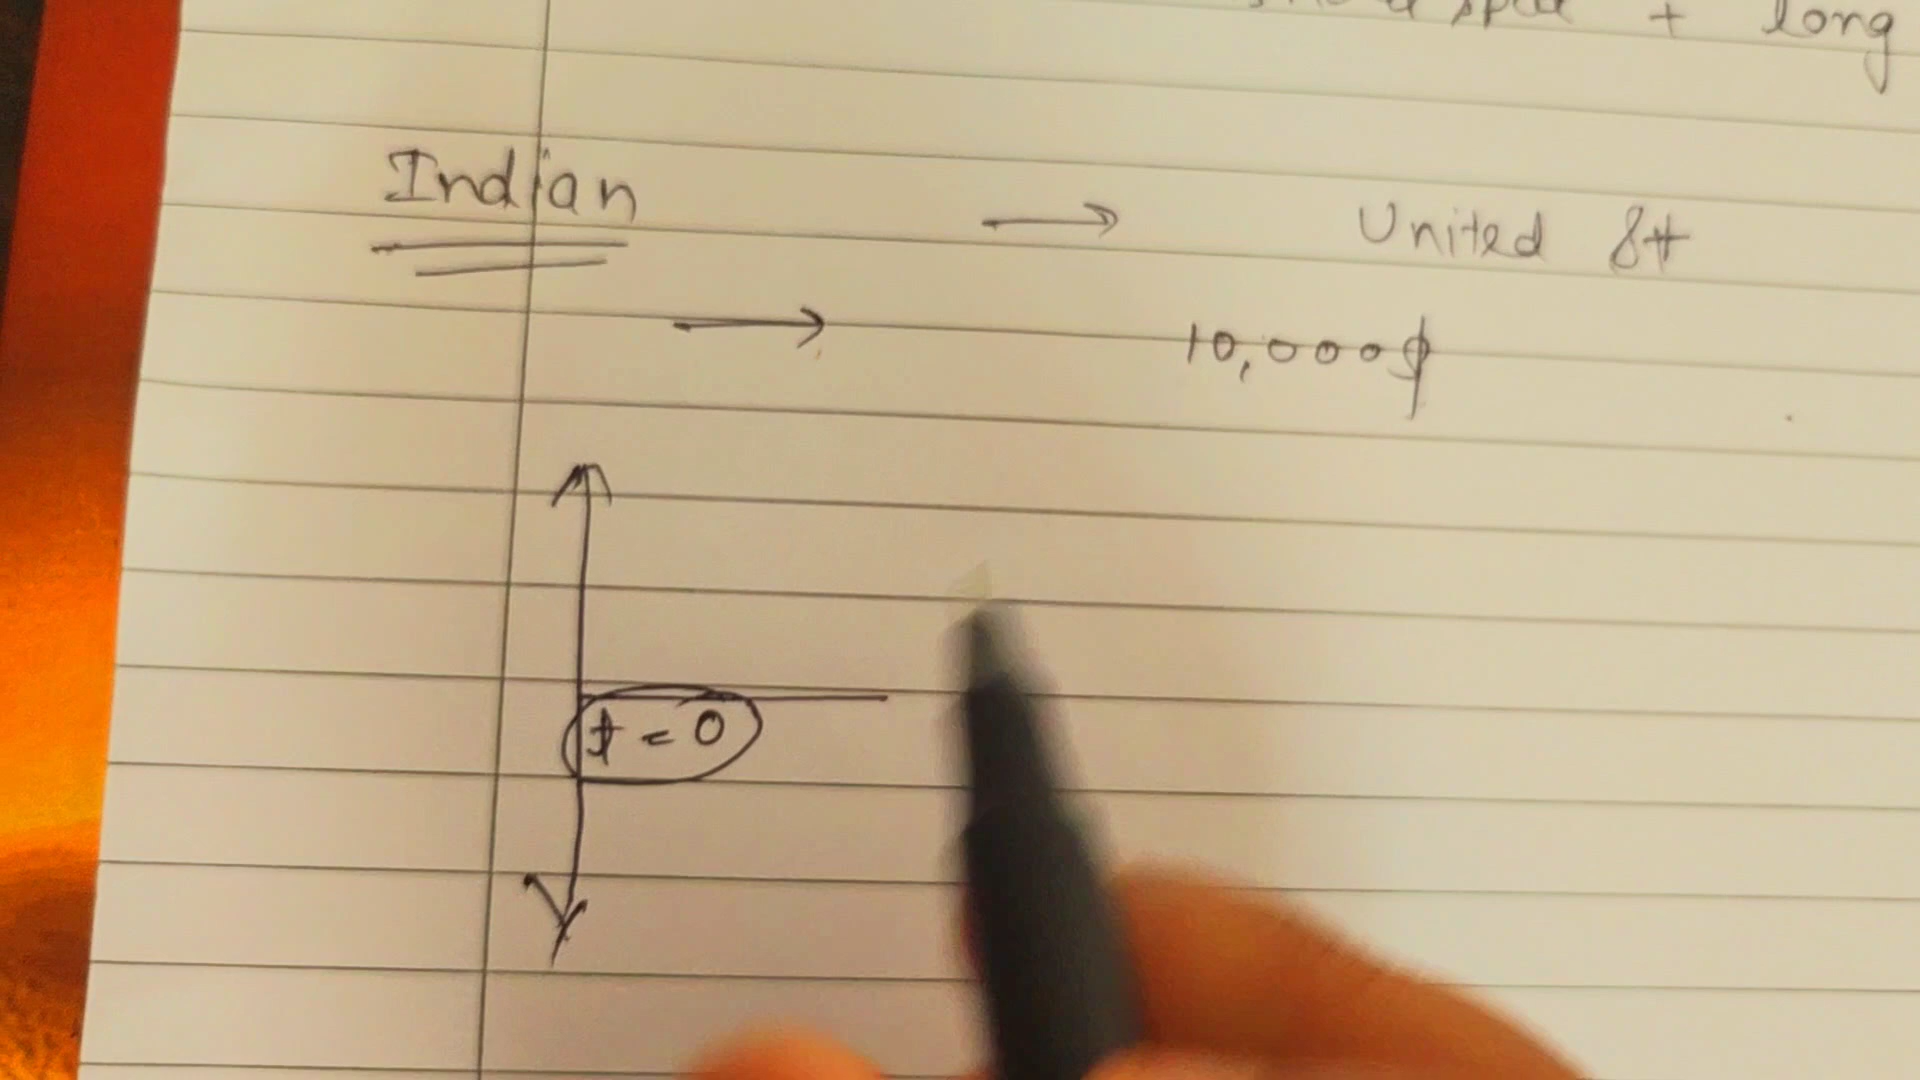 + long
Indian → United St
→ 10,000$
t = 0